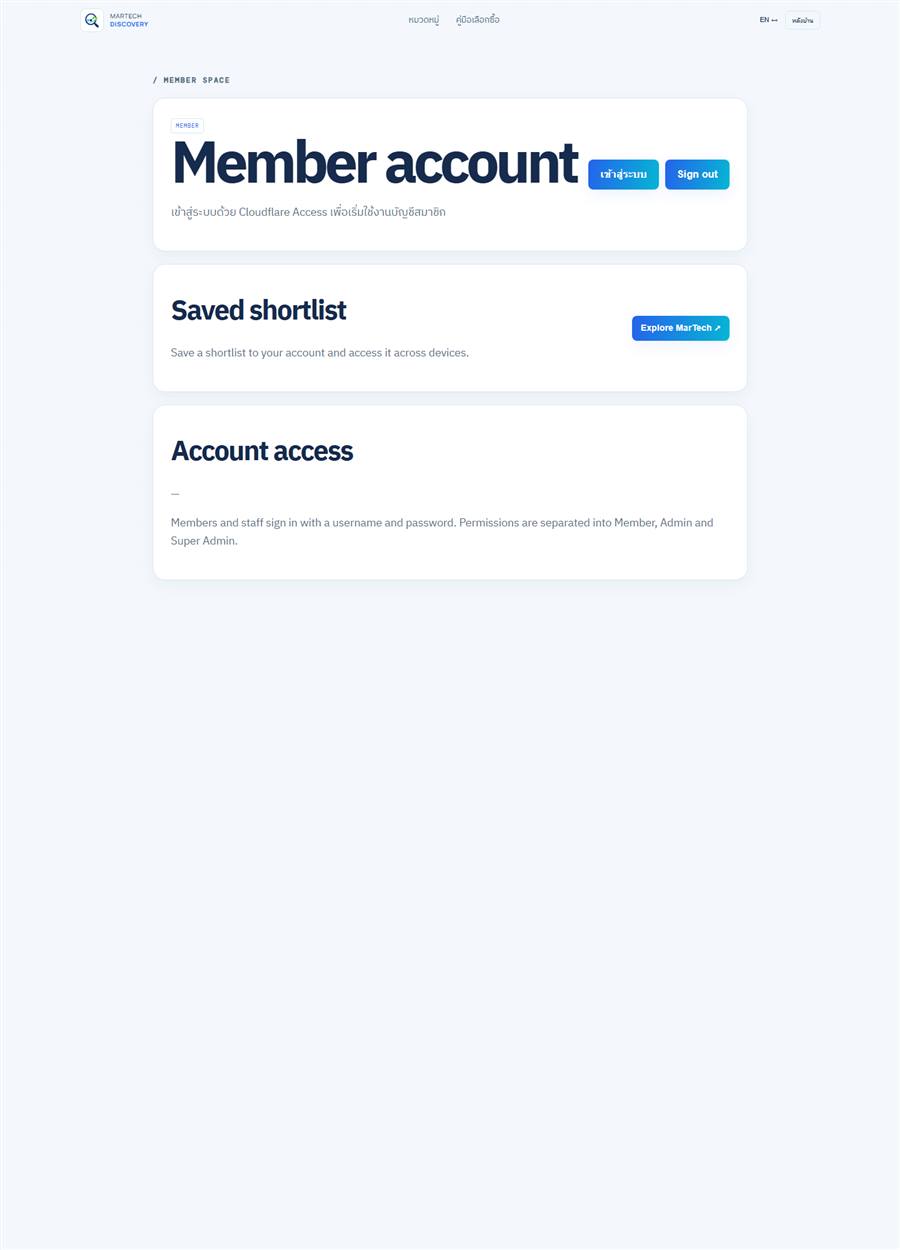 MARTECH
DISCOVERY
หมวดหมู่
คู่มือเลือกซื้อ
EN ↔
หลังบ้าน
/ MEMBER SPACE
MEMBER
Member account
เข้าสู่ระบบ
Sign out
เข้าสู่ระบบด้วย Cloudflare Access เพื่อเริ่มใช้งานบัญชีสมาชิก
Saved shortlist
Explore MarTech ↗
Save a shortlist to your account and access it across devices.
Account access
—
Members and staff sign in with a username and password. Permissions are separated into Member, Admin and
Super Admin.